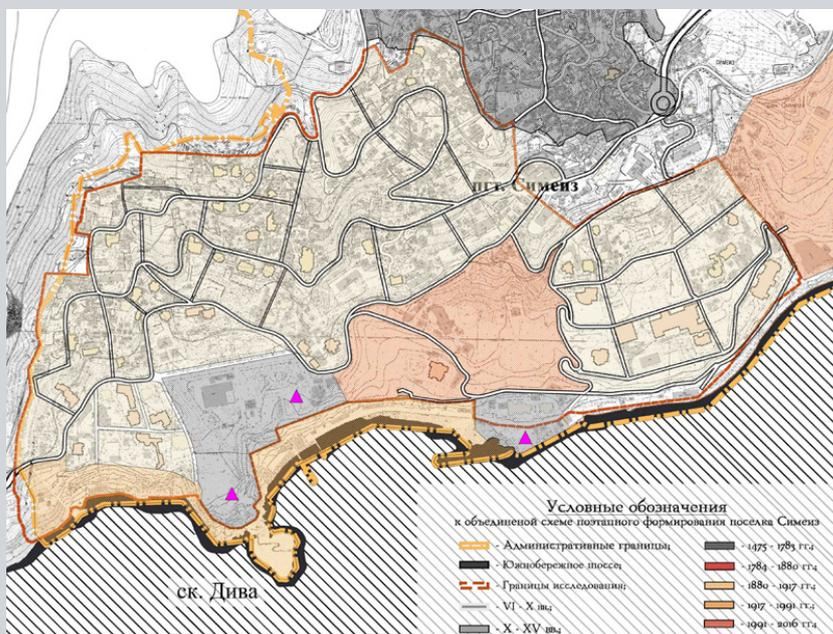 пгт. Симеиз
ск. Дива
Условные обозначения
к объединеной схеме поэтапного формирования поселка Симеиз
- Административные границы;
- Южнобережное шоссе;
- Границы исследования;
- VI - X вв.;
- X - XV вв.;
- 1475 - 1783 гг.;
- 1784 - 1880 гг.;
- 1880 - 1917 гг.;
- 1917 - 1991 гг.;
- 1991 - 2016 гг.;